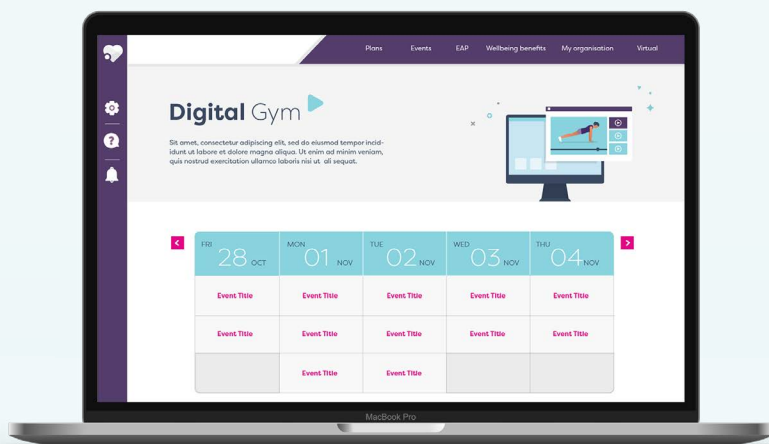 Plans Events EAP Wellbeing benefits My organisation Virtual
Digital Gym
Sit amet, consectetur adipiscing elit, sed do eiusmod tempor incid-
idunt ut labore et dolore magna aliqua. Ut enim ad minim veniam,
quis nostrud exercitation ullamco laboris nisi ut ali sequat.
FRI 28 OCT MON 01 NOV TUE 02 NOV WED 03 NOV THU 04 NOV
Event Title Event Title Event Title Event Title Event Title
Event Title Event Title Event Title Event Title Event Title
Event Title Event Title
MacBook Pro